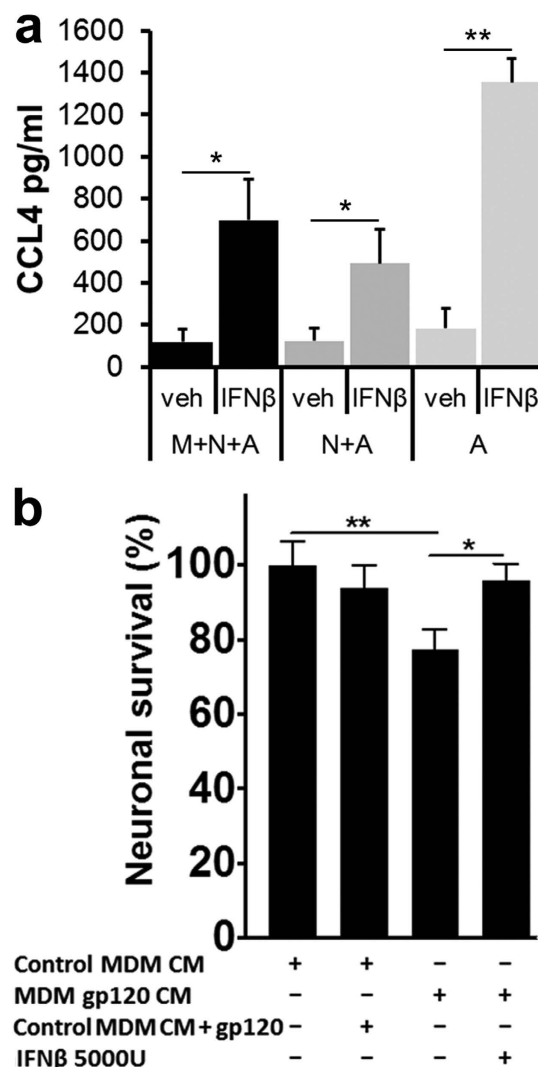 a
CCL4 pg/ml
1600
1400
1200
1000
800
600
400
200
0
*
*
**
veh IFNβ veh IFNβ veh IFNβ
M+N+A N+A A
b
Neuronal survival (%)
100
80
60
40
20
0
**
*
Control MDM CM + + – –
MDM gp120 CM – – + +
Control MDM CM + gp120 – + – –
IFNβ 5000U – – – +